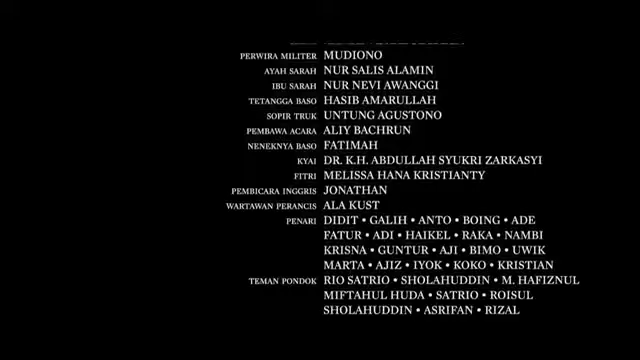 PERWIRA MILITER MUDIONO
AYAH SARAH NUR SALIS ALAMIN
IBU SARAH NUR NEVI AWANGGI
TETANGGA BASO HASIB AMARULLAH
SOPIR TRUK UNTUNG AGUSTONO
PEMBAWA ACARA ALIY BACHRUN
NENEKNYA BASO FATIMAH
KYAI DR. K.H. ABDULLAH SYUKRI ZARKASYI
FITRI MELISSA HANA KRISTIANTY
PEMBICARA INGGRIS JONATHAN
WARTAWAN PERANCIS ALA KUST
PENARI DIDIT • GALIH • ANTO • BOING • ADE
FATUR • ADI • HAIKEL • RAKA • NAMBI
KRISNA • GUNTUR • AJI • BIMO • UWIK
MARTA • AJIZ • IYOK • KOKO • KRISTIAN
TEMAN PONDOK RIO SATRIO • SHOLAHUDDIN • M. HAFIZNUL
MIFTAHUL HUDA • SATRIO • ROISUL
SHOLAHUDDIN • ASRIFAN • RIZAL